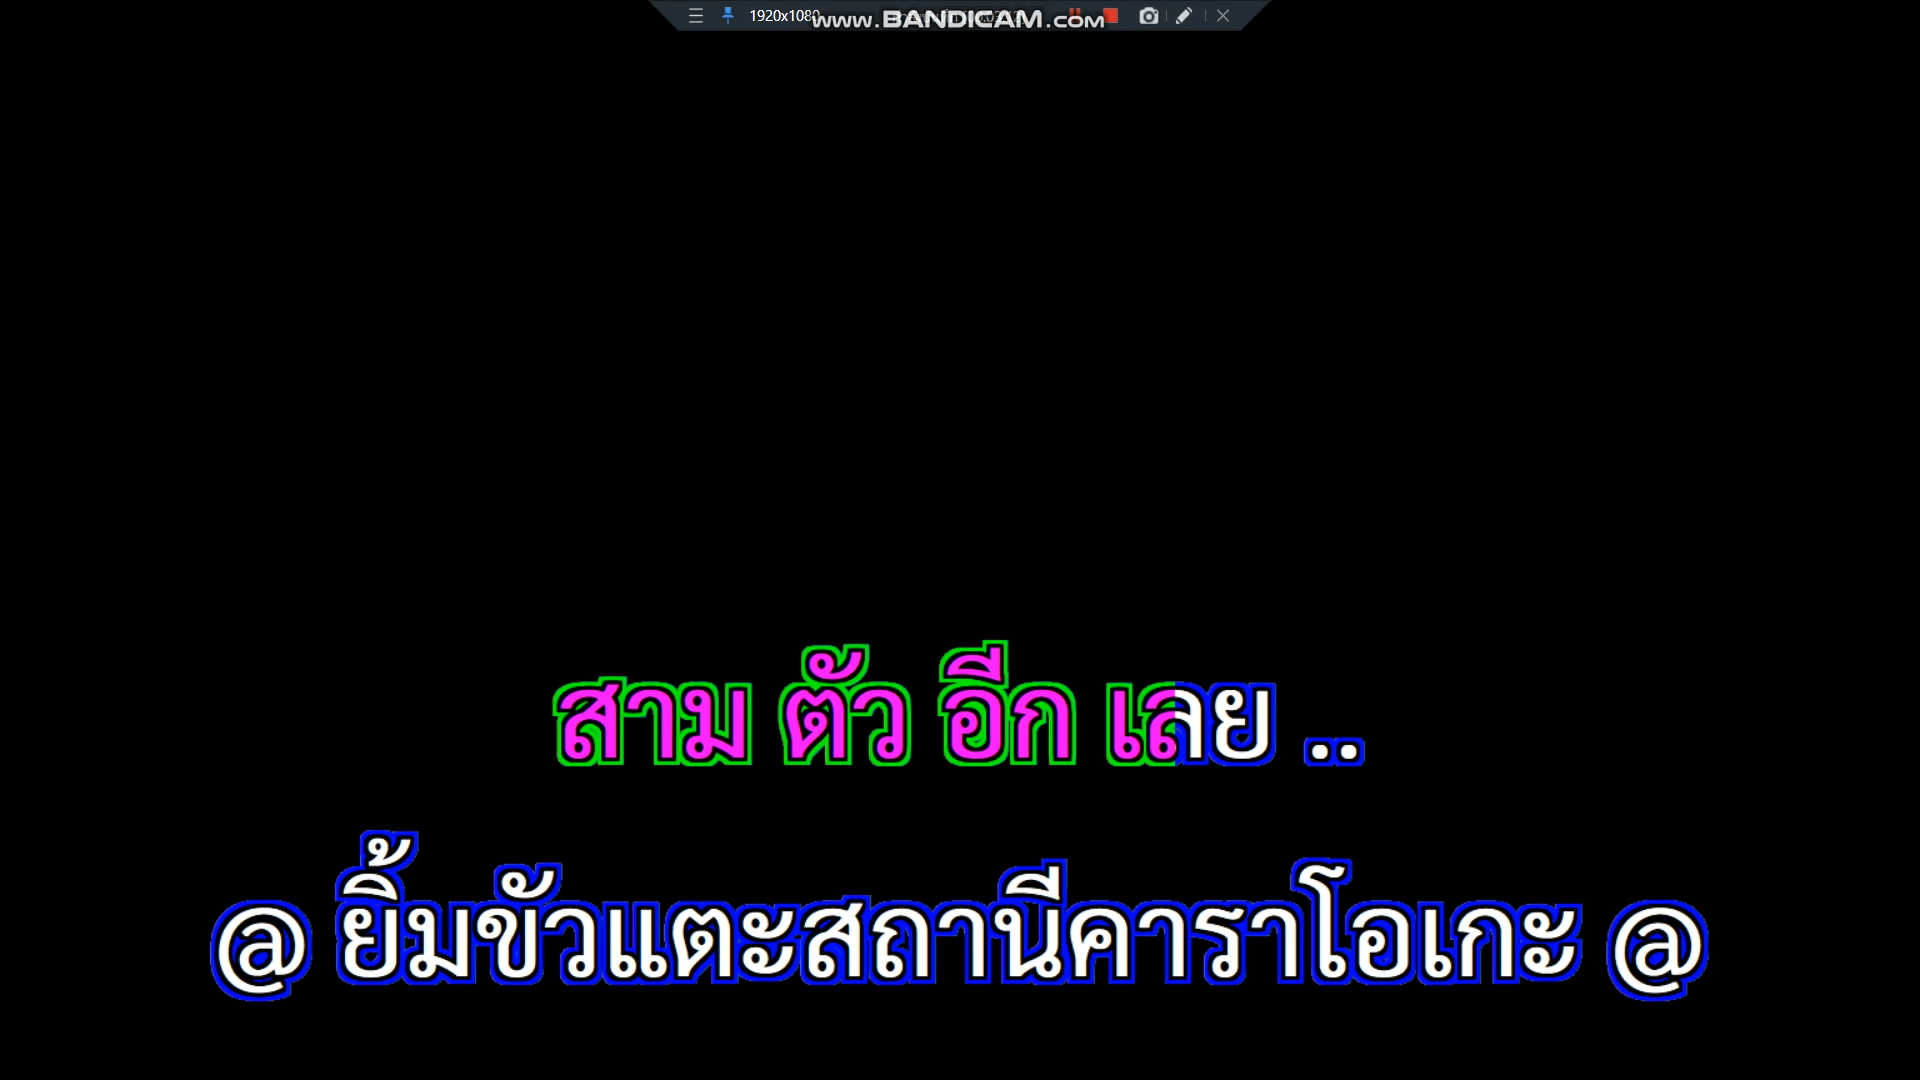 1920x1080
www.BANDICAM.com
สาม ตัว อีก เลย ..
@ ยิ้มขัวแตะสถานีคาราโอเกะ @